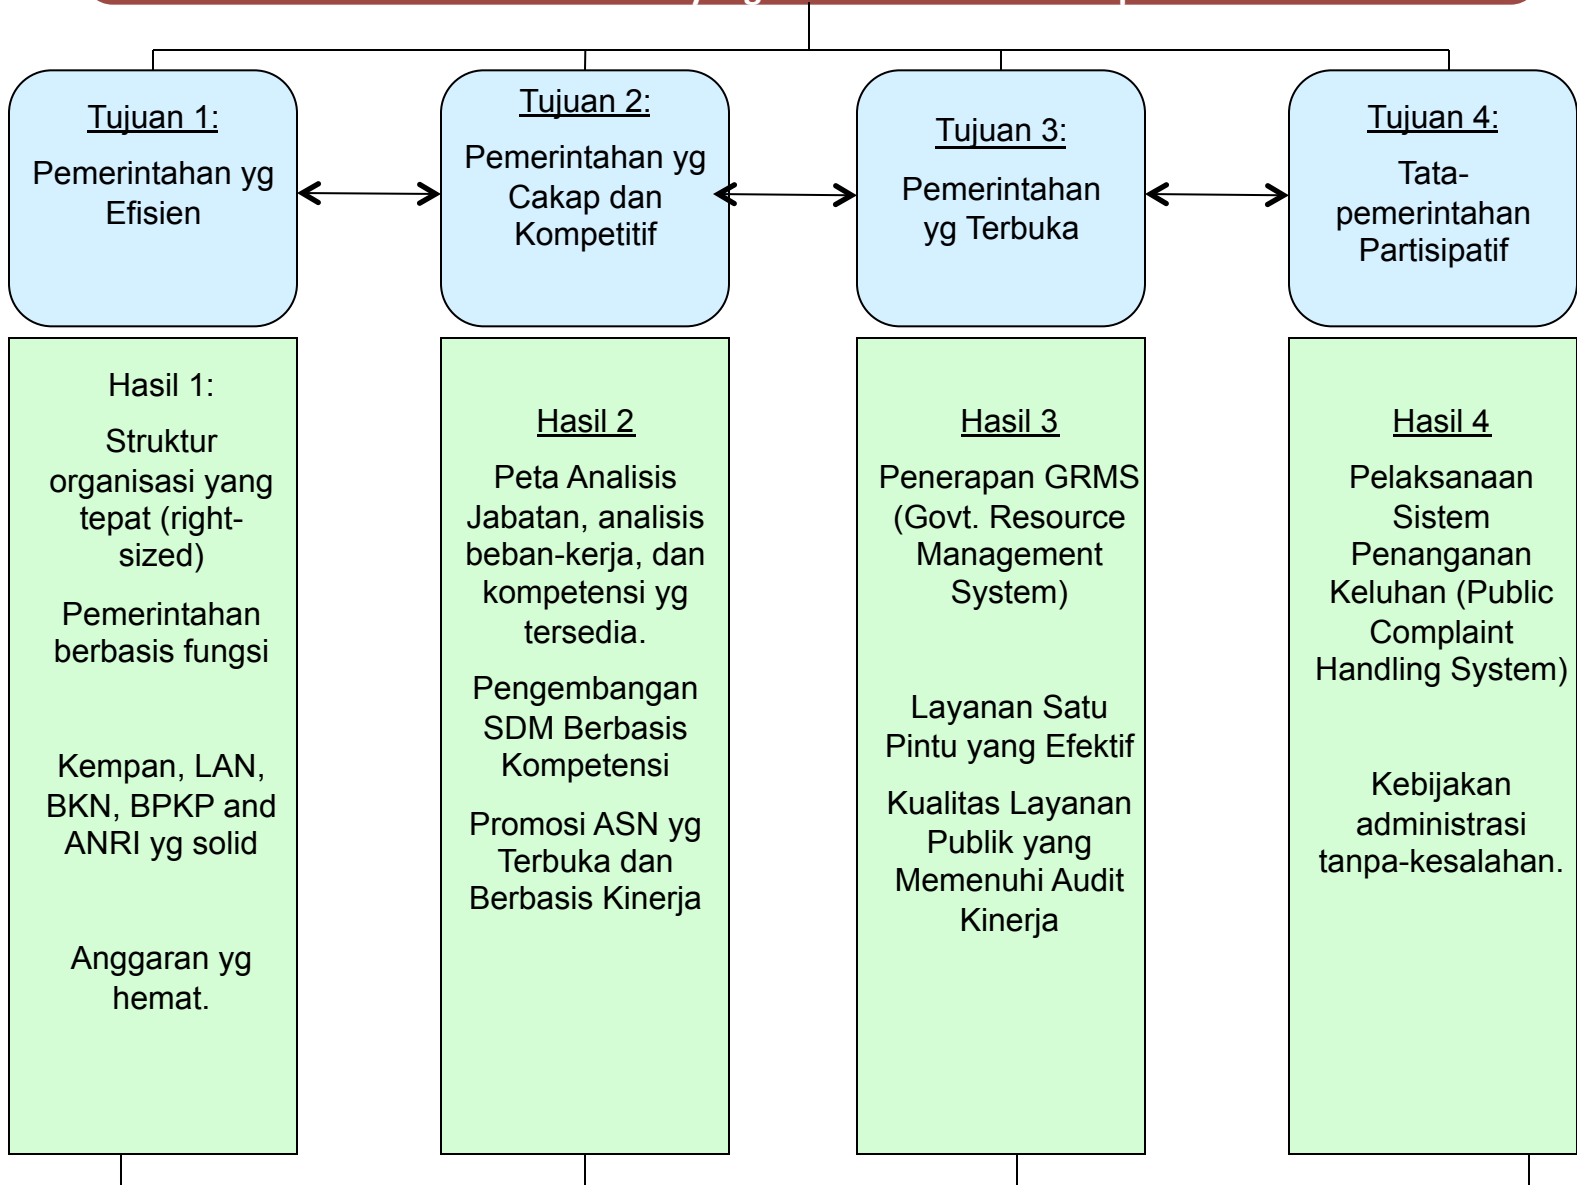 Tujuan 1:
Pemerintahan yg
Efisien
Tujuan 2:
Pemerintahan yg
Cakap dan
Kompetitif
Tujuan 3:
Pemerintahan
yg Terbuka
Tujuan 4:
Tata-
pemerintahan
Partisipatif
Hasil 1:
Struktur
organisasi yang
tepat (right-
sized)
Pemerintahan
berbasis fungsi
Kempan, LAN,
BKN, BPKP and
ANRI yg solid
Anggaran yg
hemat.
Hasil 2
Peta Analisis
Jabatan, analisis
beban-kerja, dan
kompetensi yg
tersedia.
Pengembangan
SDM Berbasis
Kompetensi
Promosi ASN yg
Terbuka dan
Berbasis Kinerja
Hasil 3
Penerapan GRMS
(Govt. Resource
Management
System)
Layanan Satu
Pintu yang Efektif
Kualitas Layanan
Publik yang
Memenuhi Audit
Kinerja
Hasil 4
Pelaksanaan
Sistem
Penanganan
Keluhan (Public
Complaint
Handling System)
Kebijakan
administrasi
tanpa-kesalahan.